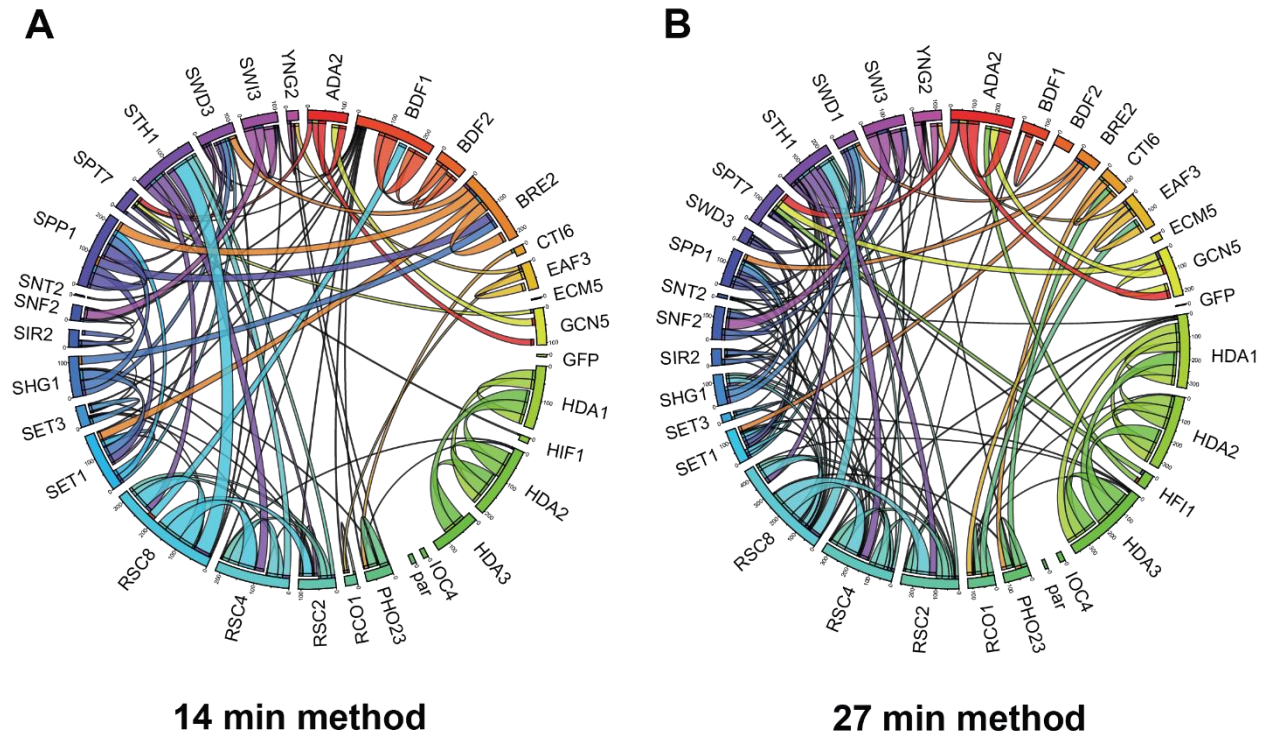 A
YNG2
ADA2
BDF1
BDF2
BRE2
CTI6
EAF3
ECM5
GCN5
GFP
HDA1
HIF1
HDA2
HDA3
IOC4
par
PHO23
RCO1
RSC2
RSC4
RSC8
SET1
SET3
SHG1
SIR2
SNF2
SNT2
SPP1
SPT7
STH1
SWD3
SWI3
14 min method
B
YNG2
ADA2
BDF1
BDF2
BRE2
CTI6
EAF3
ECM5
GCN5
GFP
HDA1
HDA2
HFI1
HDA3
IOC4
par
PHO23
RCO1
RSC2
RSC4
RSC8
SET1
SET3
SHG1
SIR2
SNF2
SNT2
SPP1
SWD3
SPT7
STH1
SWD1
SWI3
27 min method